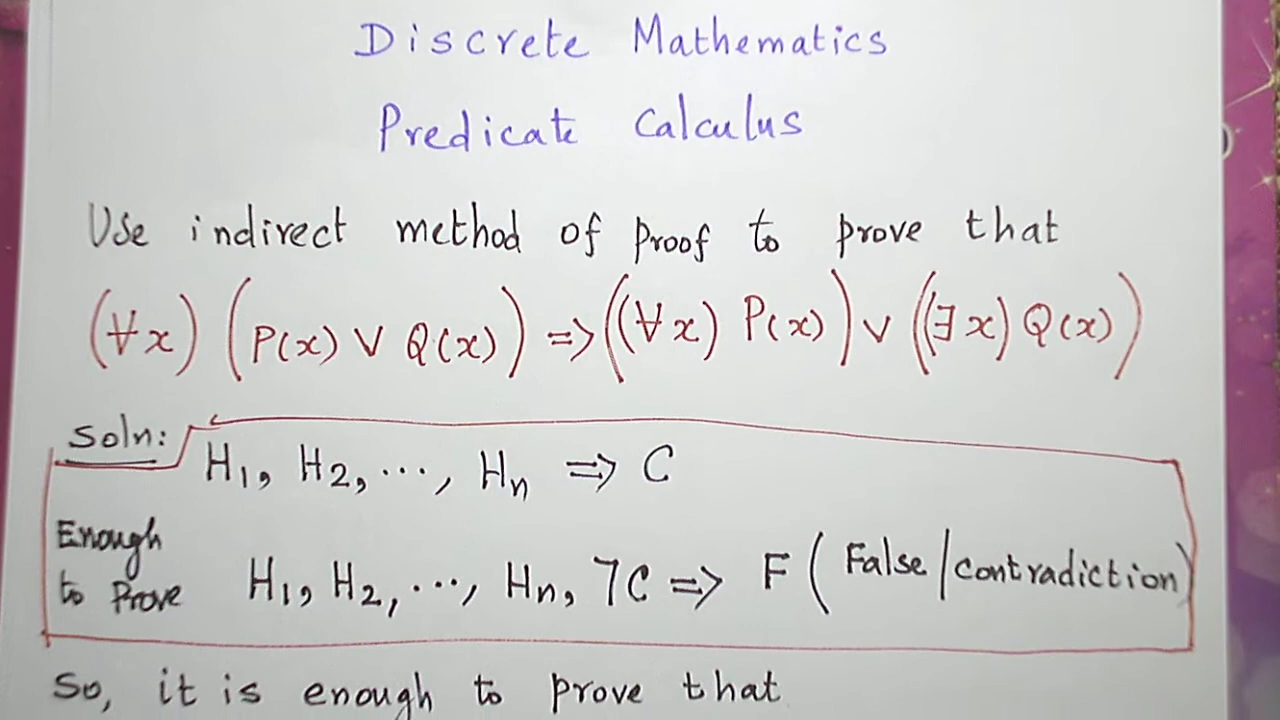 Discrete Mathematics
Predicate Calculus
Use indirect method of proof to prove that
(∀x) (P(x) ∨ Q(x)) => ((∀x) P(x)) ∨ ((∃x) Q(x))
Soln:
H1, H2, ..., Hn => C
Enough
to Prove
H1, H2, ..., Hn, ㄱC => F ( False/contradiction)
So, it is enough to prove that